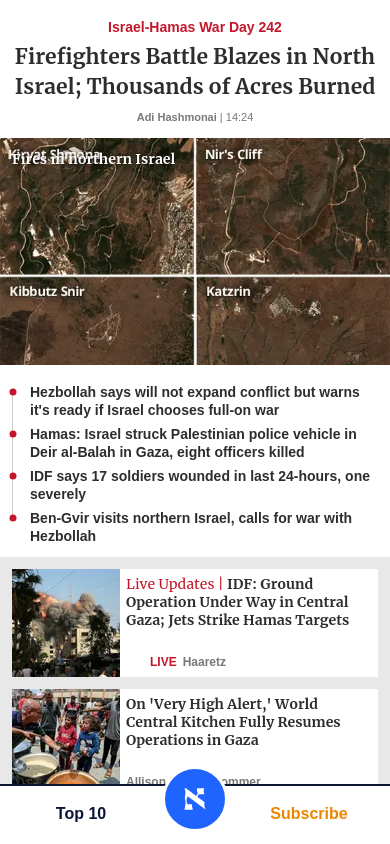 Israel-Hamas War Day 242
Firefighters Battle Blazes in North
Israel; Thousands of Acres Burned
Adi Hashmonai | 14:24
Kiryat Shmona
Fires in northern Israel
Nir's Cliff
Kibbutz Snir
Katzrin
Hezbollah says will not expand conflict but warns
it's ready if Israel chooses full-on war
Hamas: Israel struck Palestinian police vehicle in
Deir al-Balah in Gaza, eight officers killed
IDF says 17 soldiers wounded in last 24-hours, one
severely
Ben-Gvir visits northern Israel, calls for war with
Hezbollah
Live Updates | IDF: Ground
Operation Under Way in Central
Gaza; Jets Strike Hamas Targets
LIVE Haaretz
On 'Very High Alert,' World
Central Kitchen Fully Resumes
Operations in Gaza
Allison
Top 10
Subscribe